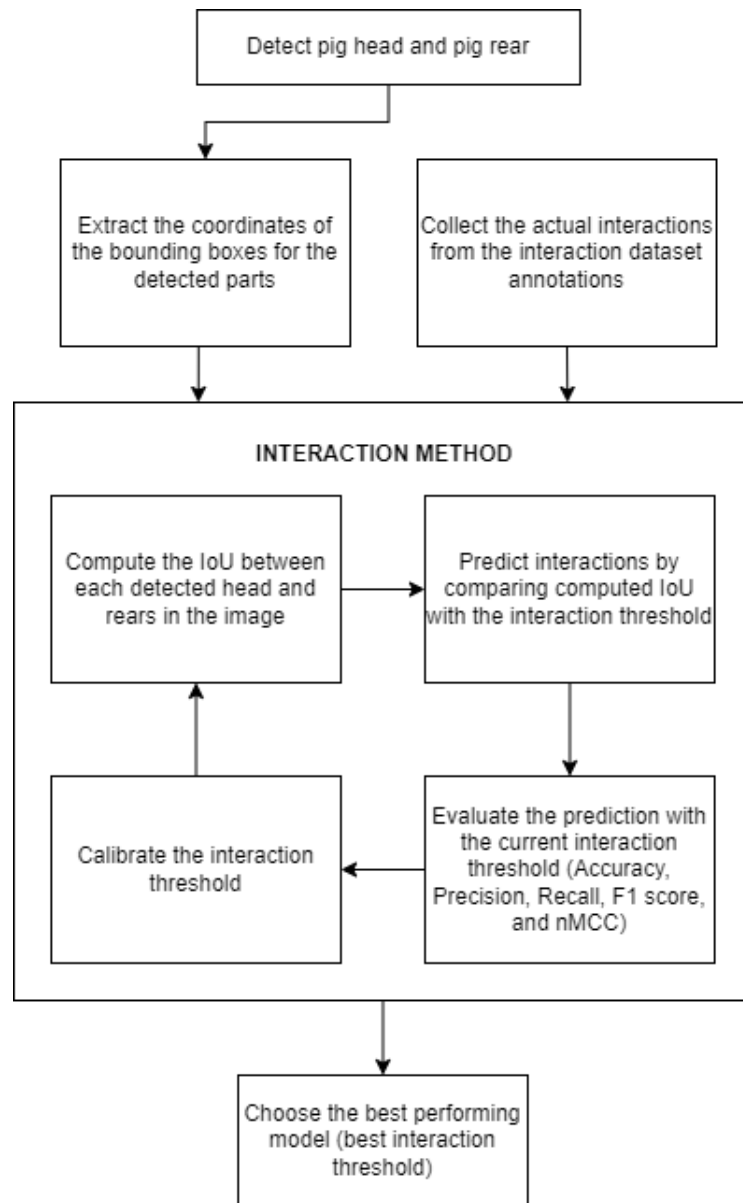 Detect pig head and pig rear
Extract the coordinates of
the bounding boxes for the
detected parts
Collect the actual interactions
from the interaction dataset
annotations
INTERACTION METHOD
Compute the IoU between
each detected head and
rears in the image
Predict interactions by
comparing computed IoU
with the interaction threshold
Calibrate the interaction
threshold
Evaluate the prediction with
the current interaction
threshold (Accuracy,
Precision, Recall, F1 score,
and nMCC)
Choose the best performing
model (best interaction
threshold)